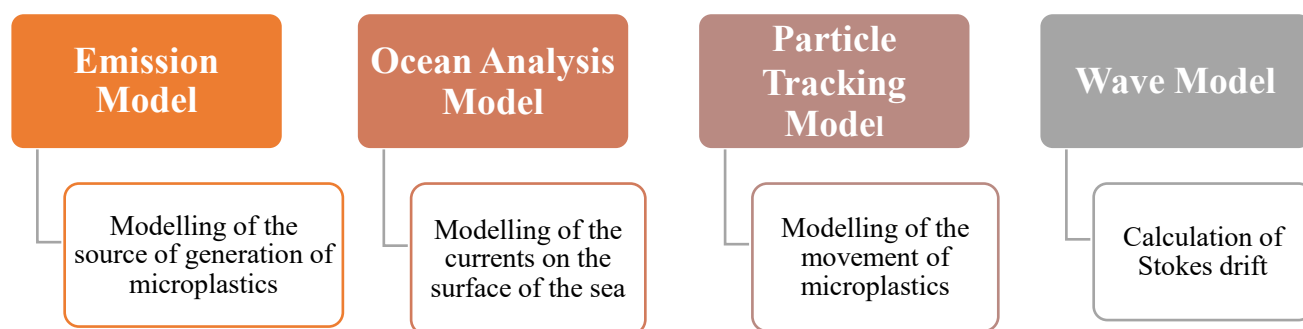 Emission
Model
Modelling of the
source of generation of
microplastics
Ocean Analysis
Model
Modelling of the
currents on the
surface of the sea
Particle
Tracking
Model
Modelling of the
movement of
microplastics
Wave Model
Calculation of
Stokes drift